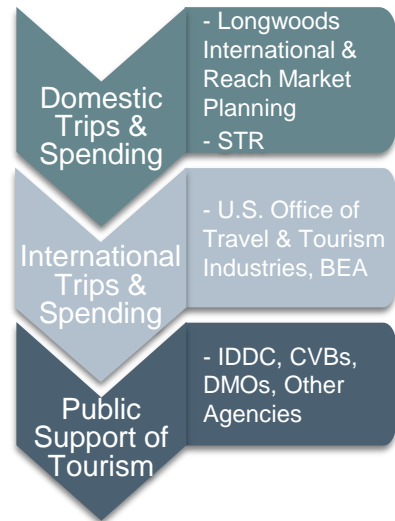 Domestic
Trips &
Spending
- Longwoods
International &
Reach Market
Planning
- STR
International
Trips &
Spending
- U.S. Office of
Travel & Tourism
Industries, BEA
Public
Support of
Tourism
- IDDC, CVBs,
DMOs, Other
Agencies